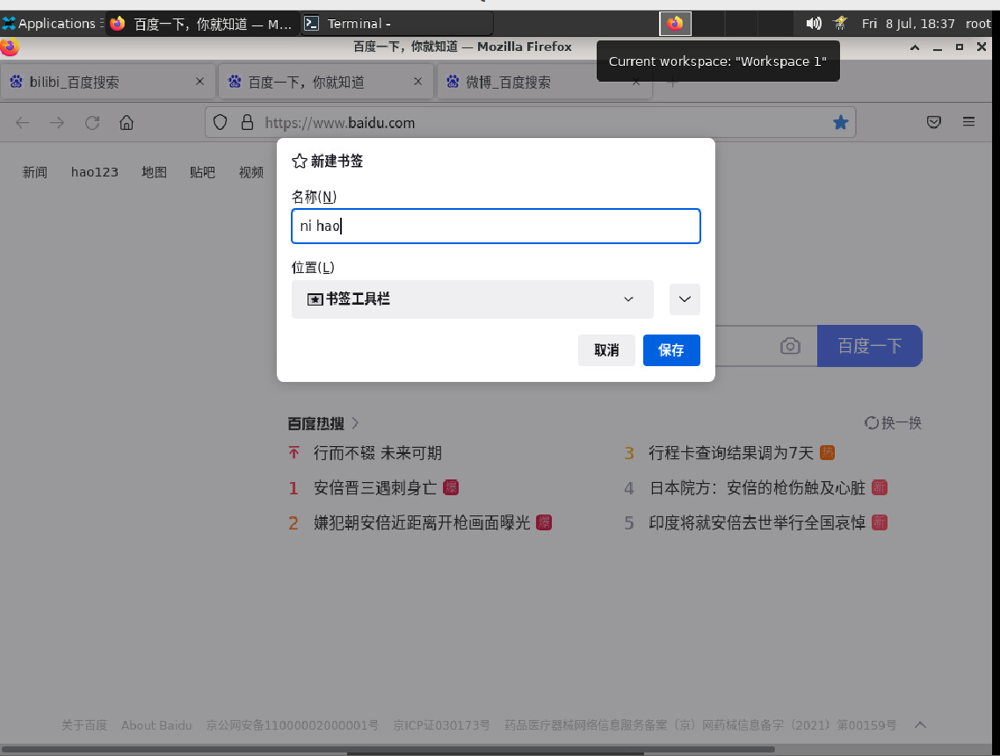 Applications
百度一下，你就知道 — M...
Terminal -
Fri 8 Jul, 18:37 root
百度一下，你就知道 — Mozilla Firefox
Current workspace: "Workspace 1"
bilibi_百度搜索
百度一下，你就知道
微博_百度搜索
https://www.baidu.com
新闻 hao123 地图 贴吧 视频
新建书签
名称(N)
ni hao
位置(L)
书签工具栏
取消 保存
百度一下
百度热搜
换一换
行而不辍 未来可期
3 行程卡查询结果调为7天 热
1 安倍晋三遇刺身亡 爆
4 日本院方：安倍的枪伤触及心脏 新
2 嫌犯朝安倍近距离开枪画面曝光 爆
5 印度将就安倍去世举行全国哀悼 新
关于百度 About Baidu 京公网安备11000002000001号 京ICP证030173号 药品医疗器械网络信息服务备案（京）网药械信息备字（2021）第00159号